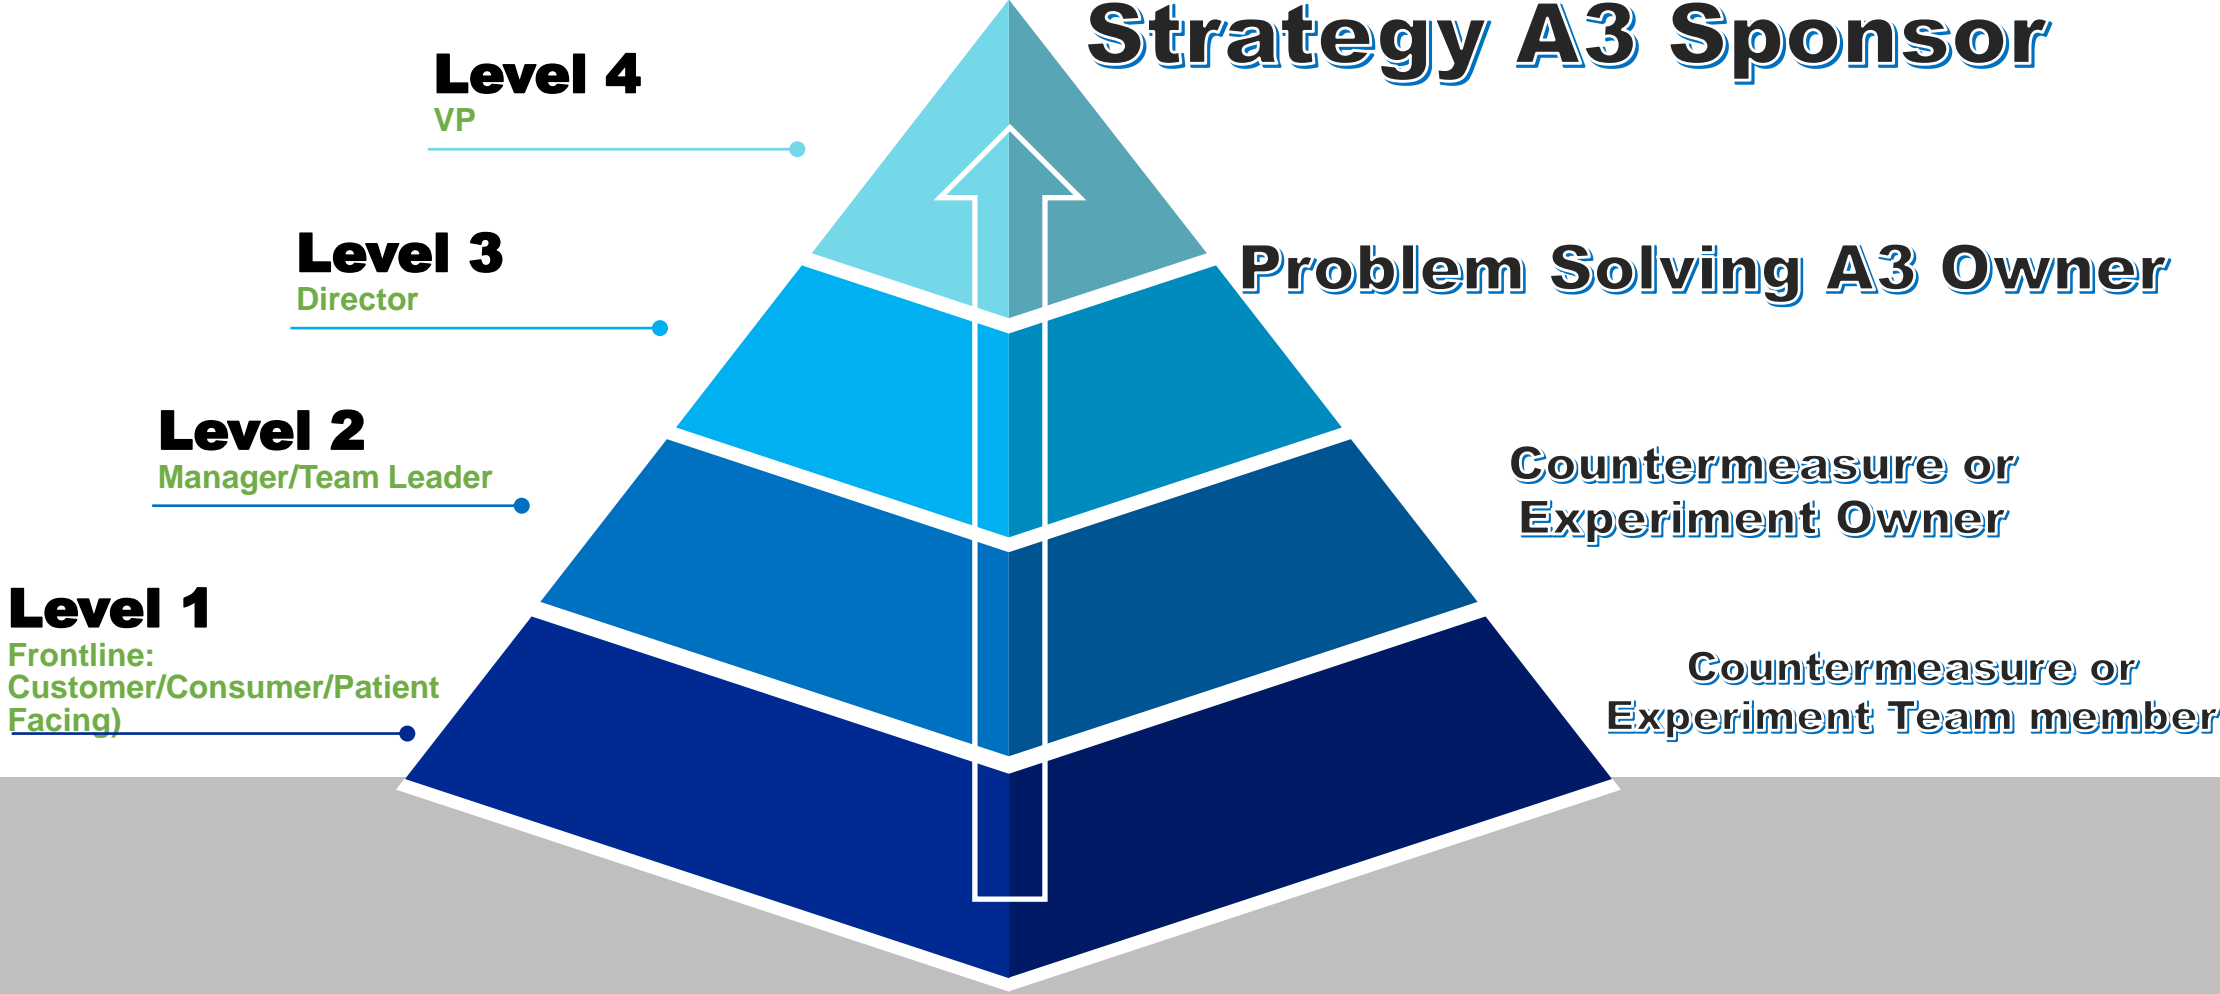 Strategy A3 Sponsor
Level 4
VP
Level 3
Director
Problem Solving A3 Owner
Level 2
Manager/Team Leader
Countermeasure or
Experiment Owner
Level 1
Frontline:
Customer/Consumer/Patient
Facing)
Countermeasure or
Experiment Team member